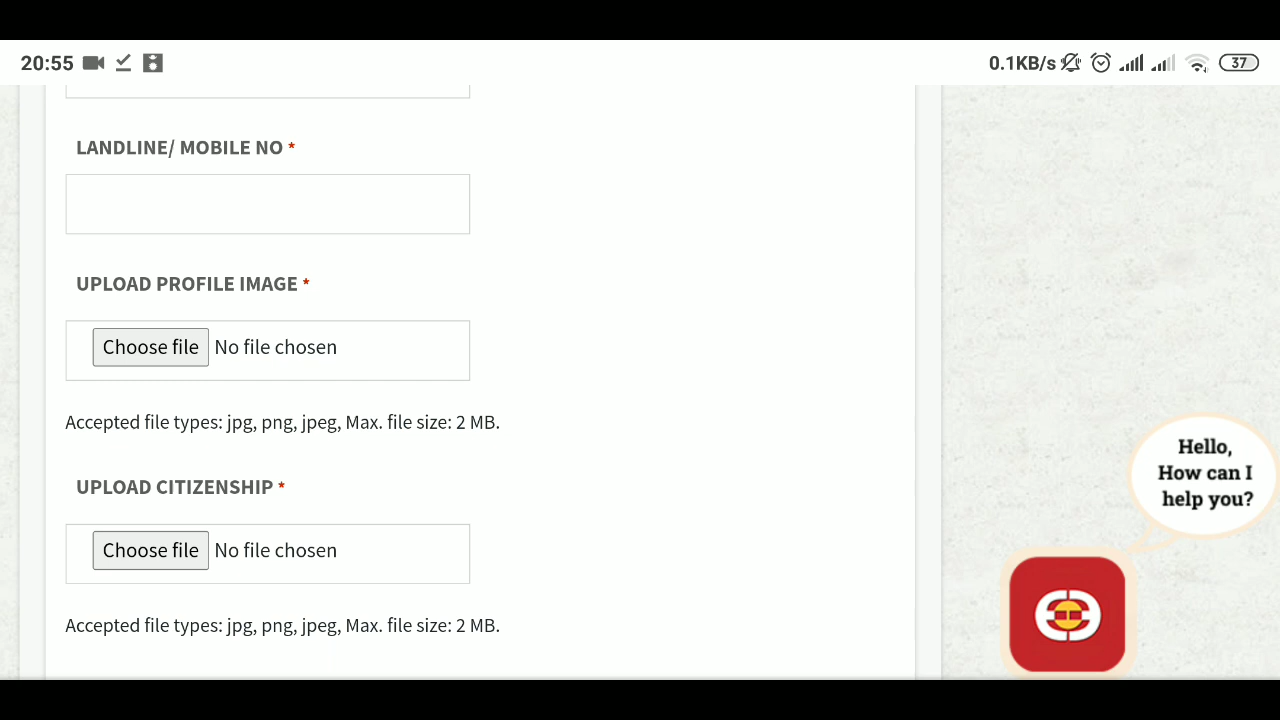 20:55
0.1KB/s
37
LANDLINE/ MOBILE NO *
UPLOAD PROFILE IMAGE *
Choose file No file chosen
Accepted file types: jpg, png, jpeg, Max. file size: 2 MB.
UPLOAD CITIZENSHIP *
Choose file No file chosen
Accepted file types: jpg, png, jpeg, Max. file size: 2 MB.
Hello,
How can I
help you?